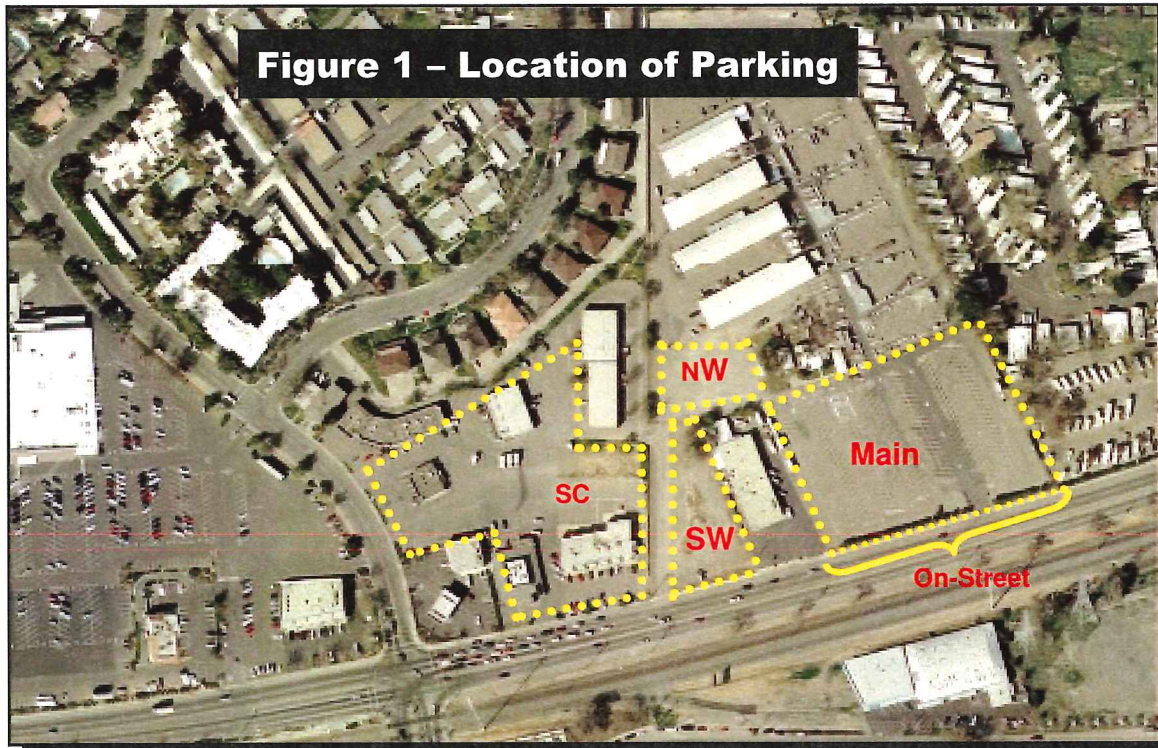 Figure 1 – Location of Parking
NW
Main
SC
SW
On-Street